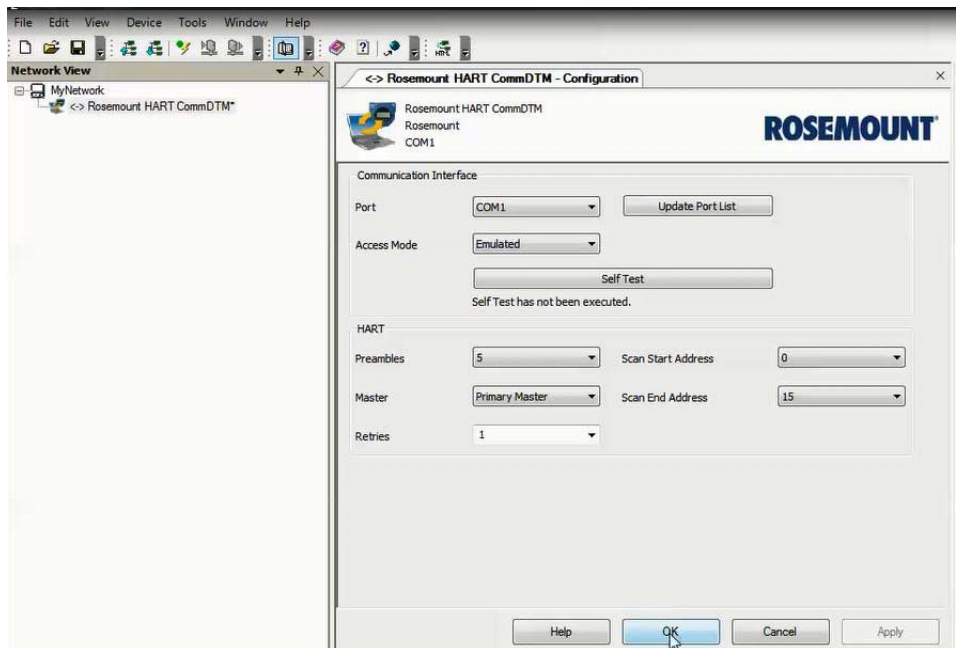 File Edit View Device Tools Window Help
Network View
MyNetwork
<-> Rosemount HART CommDTM*
<-> Rosemount HART CommDTM - Configuration
Rosemount HART CommDTM
Rosemount
COM1
ROSEMOUNT
Communication Interface
Port COM1 Update Port List
Access Mode Emulated
Self Test
Self Test has not been executed.
HART
Preambles 5 Scan Start Address 0
Master Primary Master Scan End Address 15
Retries 1
Help OK Cancel Apply